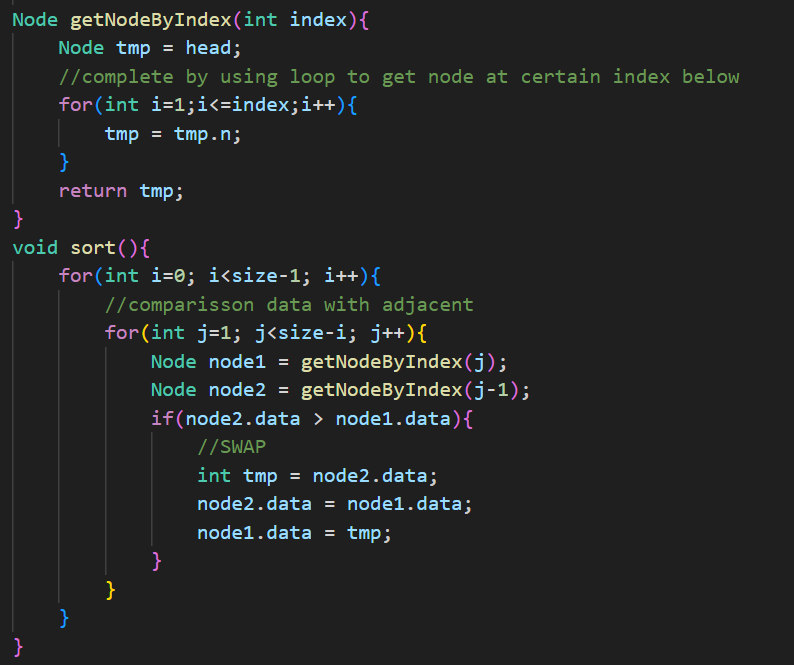 Node getNodeByIndex(int index){
    Node tmp = head;
    //complete by using loop to get node at certain index below
    for(int i=1;i<=index;i++){
        tmp = tmp.n;
    }
    return tmp;
}
void sort(){
    for(int i=0; i<size-1; i++){
        //comparisson data with adjacent
        for(int j=1; j<size-i; j++){
            Node node1 = getNodeByIndex(j);
            Node node2 = getNodeByIndex(j-1);
            if(node2.data > node1.data){
                //SWAP
                int tmp = node2.data;
                node2.data = node1.data;
                node1.data = tmp;
            }
        }
    }
}